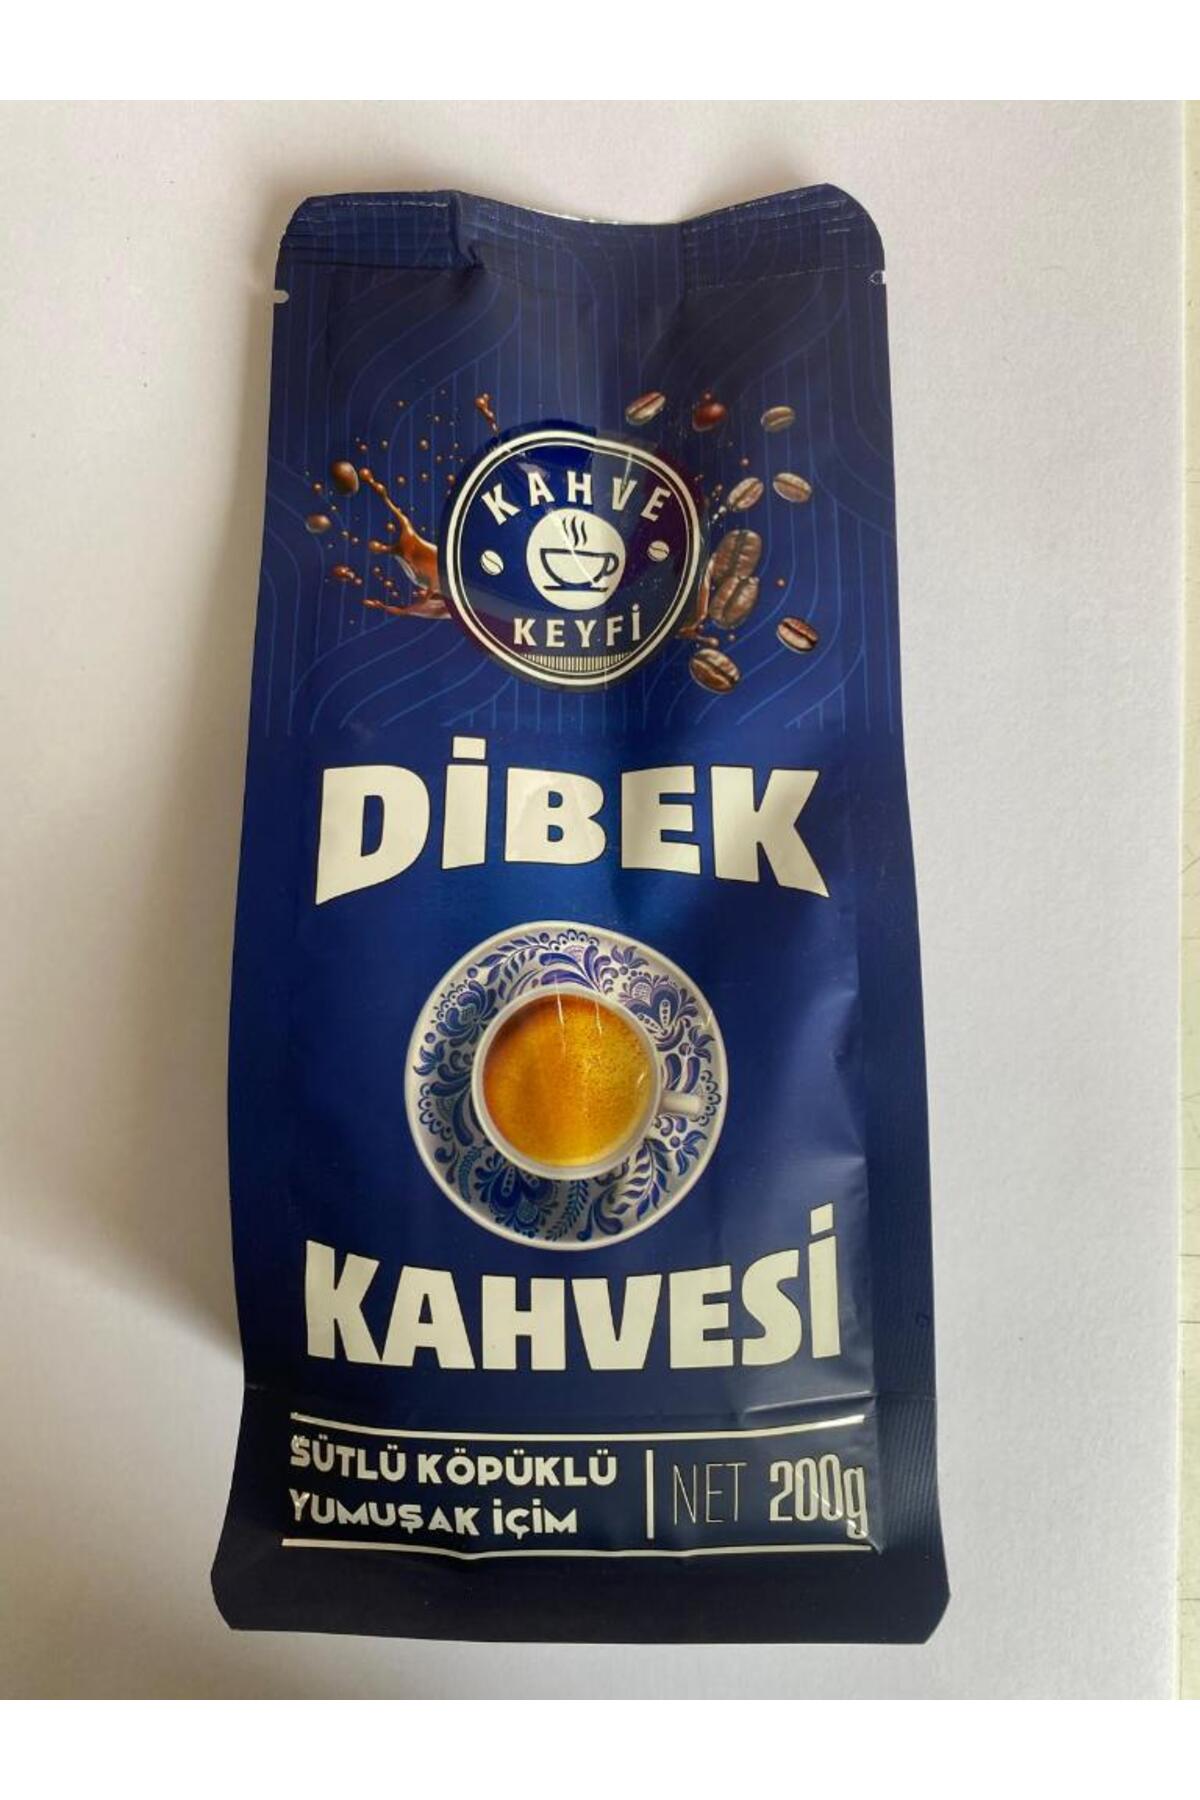 KAHVE
KEYFİ
DİBEK
KAHVESİ
SÜTLÜ KÖPÜKLÜ
YUMUŞAK İÇİM
NET 200g